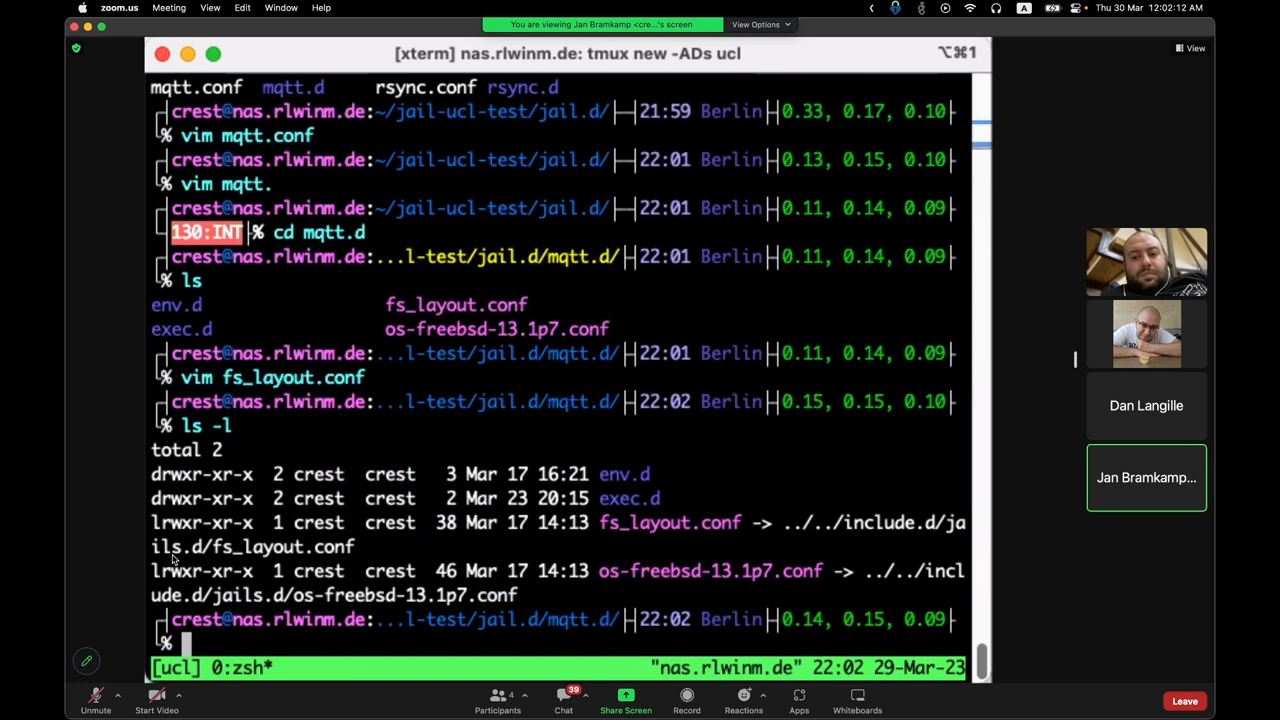 zoom.us Meeting View Edit Window Help
A Thu 30 Mar 12:02:12 AM
You are viewing Jan Bramkamp <cre...'s screen
View Options
View
[xterm] nas.rlwinm.de: tmux new -ADs ucl
⌥⌘1
mqtt.conf mqtt.d rsync.conf rsync.d
crest@nas.rlwinm.de:~/jail-ucl-test/jail.d/ 21:59 Berlin 0.33, 0.17, 0.10
% vim mqtt.conf
crest@nas.rlwinm.de:~/jail-ucl-test/jail.d/ 22:01 Berlin 0.13, 0.15, 0.10
% vim mqtt.
crest@nas.rlwinm.de:~/jail-ucl-test/jail.d/ 22:01 Berlin 0.11, 0.14, 0.09
130:INT % cd mqtt.d
crest@nas.rlwinm.de:...l-test/jail.d/mqtt.d/ 22:01 Berlin 0.11, 0.14, 0.09
% ls
env.d fs_layout.conf
exec.d os-freebsd-13.1p7.conf
crest@nas.rlwinm.de:...l-test/jail.d/mqtt.d/ 22:01 Berlin 0.11, 0.14, 0.09
% vim fs_layout.conf
crest@nas.rlwinm.de:...l-test/jail.d/mqtt.d/ 22:02 Berlin 0.15, 0.15, 0.10
% ls -l
total 2
drwxr-xr-x 2 crest crest 3 Mar 17 16:21 env.d
drwxr-xr-x 2 crest crest 2 Mar 23 20:15 exec.d
lrwxr-xr-x 1 crest crest 38 Mar 17 14:13 fs_layout.conf -> ../../include.d/ja
ils.d/fs_layout.conf
lrwxr-xr-x 1 crest crest 46 Mar 17 14:13 os-freebsd-13.1p7.conf -> ../../incl
ude.d/jails.d/os-freebsd-13.1p7.conf
crest@nas.rlwinm.de:...l-test/jail.d/mqtt.d/ 22:02 Berlin 0.14, 0.15, 0.09
%
[ucl] 0:zsh* "nas.rlwinm.de" 22:02 29-Mar-23
Dan Langille
Jan Bramkamp...
4
39
Unmute
Start Video
Participants
Chat
Share Screen
Record
Reactions
Apps
Whiteboards
Leave